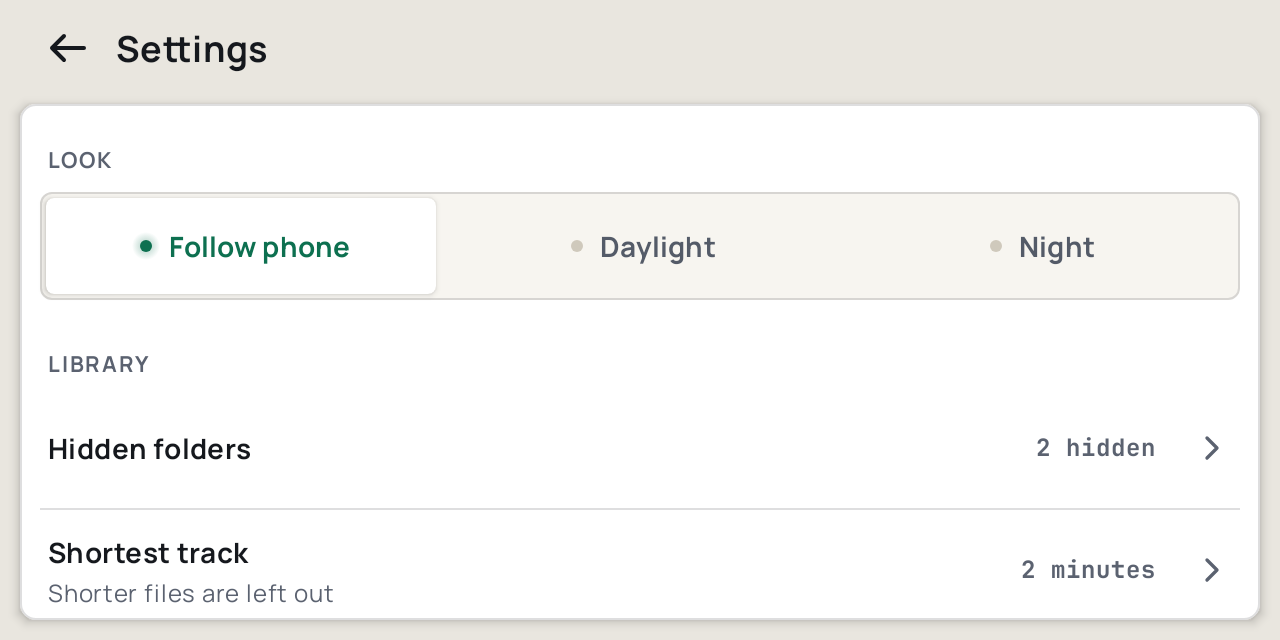 Settings
LOOK
Follow phone
Daylight
Night
LIBRARY
Hidden folders
2 hidden
Shortest track
Shorter files are left out
2 minutes